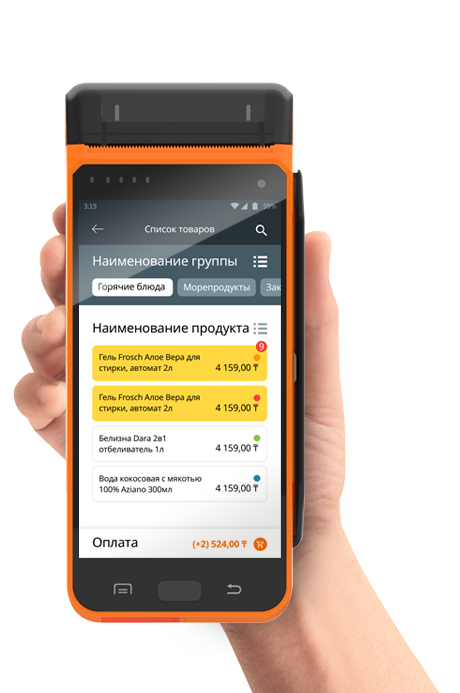 3:19
59%
Список товаров
Наименование группы
Горячие блюда
Морепродукты
Зак
Наименование продукта
9
Гель Frosch Алое Вера для
стирки, автомат 2л
4 159,00 ₸
Гель Frosch Алое Вера для
стирки, автомат 2л
4 159,00 ₸
Белизна Dara 2в1
отбеливатель 1л
4 159,00 ₸
Вода кокосовая с мякотью
100% Aziano 300мл
4 159,00 ₸
Оплата
(+2) 524,00 ₸